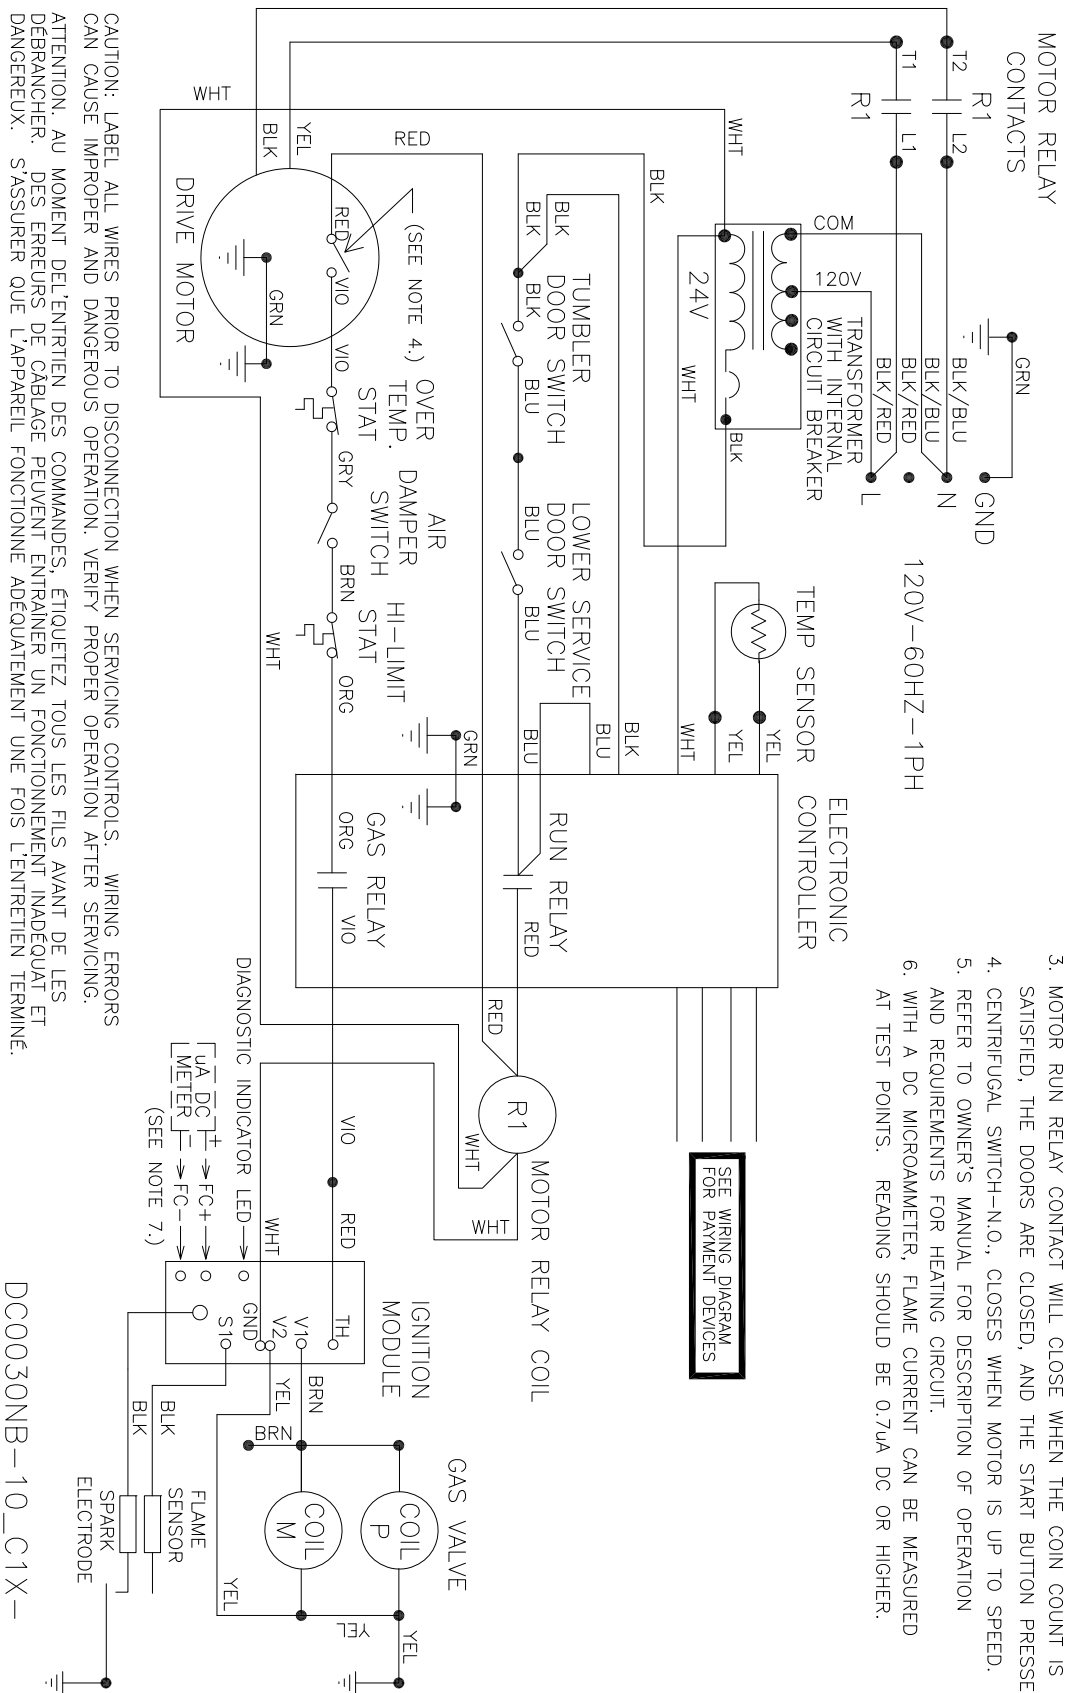 3. MOTOR RUN RELAY CONTACT WILL CLOSE WHEN THE COIN COUNT IS
SATISFIED, THE DOORS ARE CLOSED, AND THE START BUTTON PRESSE
4. CENTRIFUGAL SWITCH-N.O., CLOSES WHEN MOTOR IS UP TO SPEED.
5. REFER TO OWNER'S MANUAL FOR DESCRIPTION OF OPERATION
AND REQUIREMENTS FOR HEATING CIRCUIT.
6. WITH A DC MICROAMMETER, FLAME CURRENT CAN BE MEASURED
AT TEST POINTS. READING SHOULD BE 0.7uA DC OR HIGHER.
MOTOR RELAY
CONTACTS
T2
R1
L2
T1
R1
L1
GRN
GND
BLK/BLU
N
BLK/BLU
BLK/RED
BLK/RED
L
120V-60HZ-1PH
COM
120V
TRANSFORMER
WITH INTERNAL
CIRCUIT BREAKER
24V
WHT
WHT
BLK
BLK
TEMP SENSOR
YEL
YEL
WHT
ELECTRONIC
CONTROLLER
SEE WIRING DIAGRAM
FOR PAYMENT DEVICES
BLK
BLU
BLK
BLK
BLK
TUMBLER
DOOR SWITCH
BLU
BLU
LOWER SERVICE
DOOR SWITCH
BLU
BLU
RUN RELAY
RED
RED
R1
MOTOR RELAY COIL
WHT
WHT
GRN
WHT
YEL
BLK
RED
(SEE NOTE 4.)
RED
VIO
GRN
DRIVE MOTOR
VIO
OVER
TEMP.
STAT
GRY
AIR
DAMPER
SWITCH
BRN
HI-LIMIT
STAT
ORG
WHT
ORG
GAS RELAY
VIO
VIO
RED
WHT
DIAGNOSTIC INDICATOR LED
uA DC
METER
+
-
FC+
FC-
(SEE NOTE 7.)
IGNITION
MODULE
TH
V1
V2
GND
S1
BRN
YEL
BRN
GAS VALVE
COIL
P
COIL
M
YEL
YEL
YEL
BLK
BLK
FLAME
SENSOR
SPARK
ELECTRODE
CAUTION: LABEL ALL WIRES PRIOR TO DISCONNECTION WHEN SERVICING CONTROLS. WIRING ERRORS
CAN CAUSE IMPROPER AND DANGEROUS OPERATION. VERIFY PROPER OPERATION AFTER SERVICING.
ATTENTION. AU MOMENT DEL'ENTRTIEN DES COMMANDES, ÉTIQUETEZ TOUS LES FILS AVANT DE LES
DÉBRANCHER. DES ERREURS DE CÂBLAGE PEUVENT ENTRAÎNER UN FONCTIONNEMENT INADÉQUAT ET
DANGEREUX. S'ASSURER QUE L'APPAREIL FONCTIONNE ADÉQUATEMENT UNE FOIS L'ENTRETIEN TERMINÉ.
DC0030NB-10_C1X-